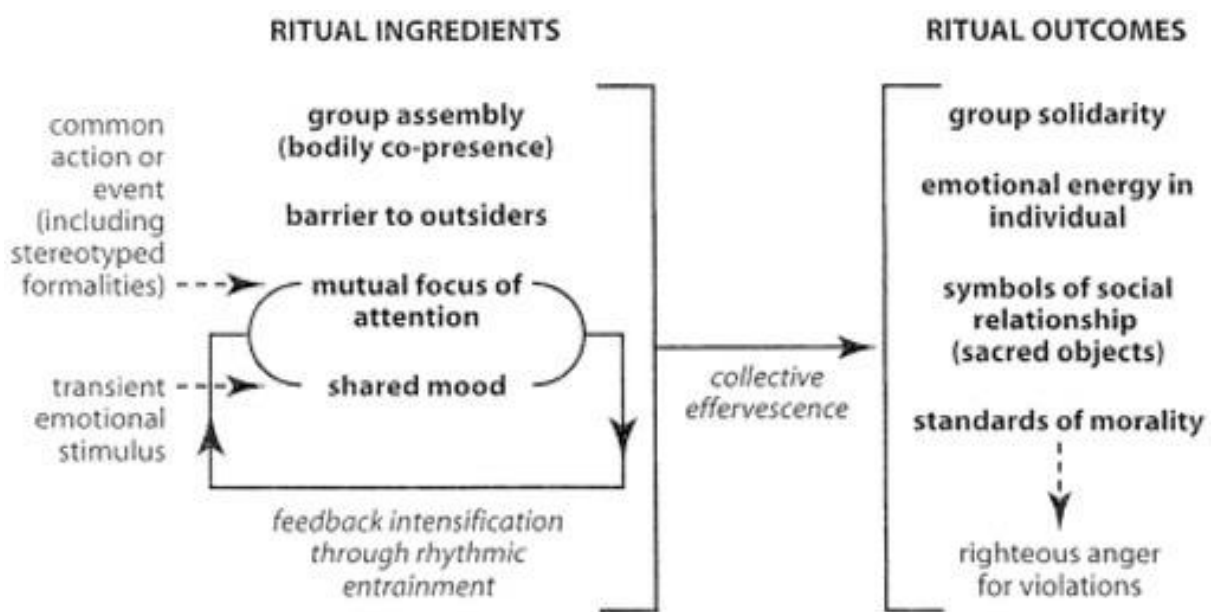 RITUAL INGREDIENTS
common
action or
event
(including
stereotyped
formalities)
transient
emotional
stimulus
group assembly
(bodily co-presence)
barrier to outsiders
mutual focus of
attention
shared mood
feedback intensification
through rhythmic
entrainment
collective
effervescence
RITUAL OUTCOMES
group solidarity
emotional energy in
individual
symbols of social
relationship
(sacred objects)
standards of morality
righteous anger
for violations